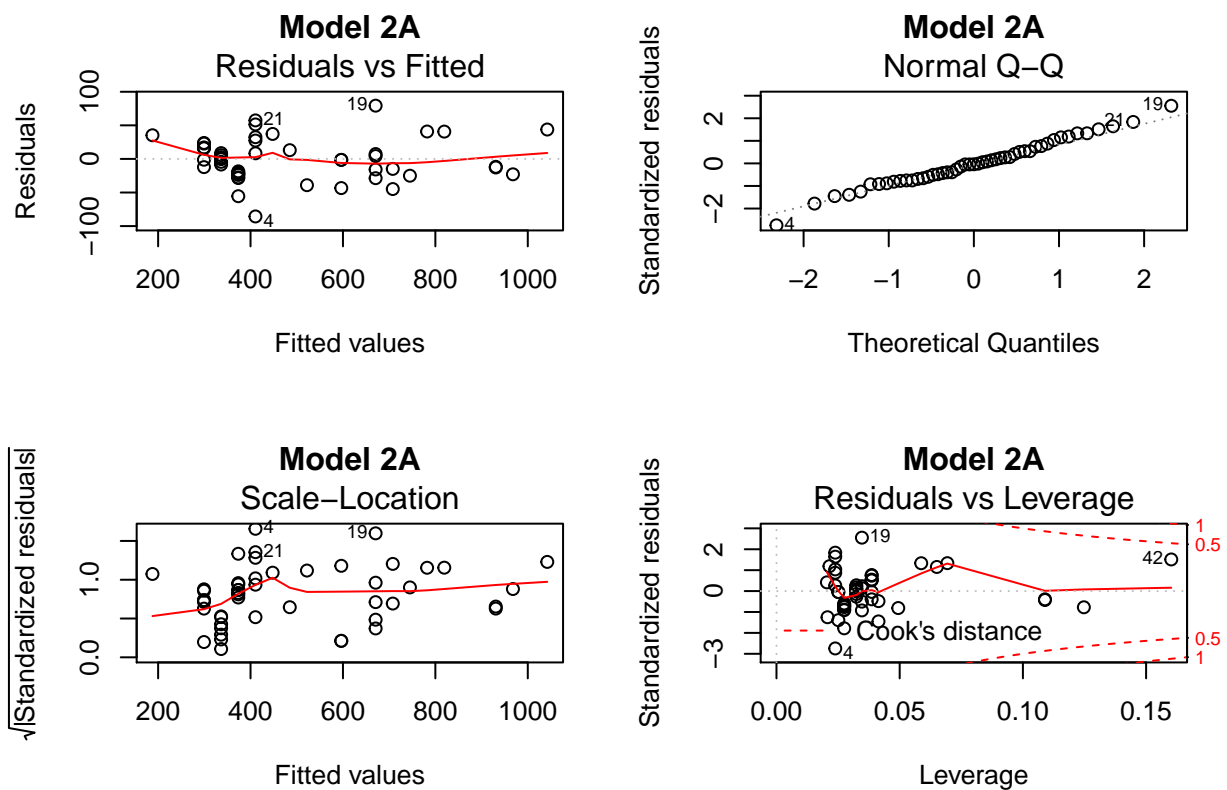 Model 2A
Residuals vs Fitted
Residuals
−100
0
100
19
21
4
200
400
600
800
1000
Fitted values
Model 2A
Normal Q−Q
Standardized residuals
−2
0
2
19
21
4
−2
−1
0
1
2
Theoretical Quantiles
Model 2A
Scale−Location
√|Standardized residuals|
0.0
1.0
4
19
21
200
400
600
800
1000
Fitted values
Model 2A
Residuals vs Leverage
Standardized residuals
−3
0
2
19
42
4
Cook's distance
1
0.5
0.5
1
0.00
0.05
0.10
0.15
Leverage